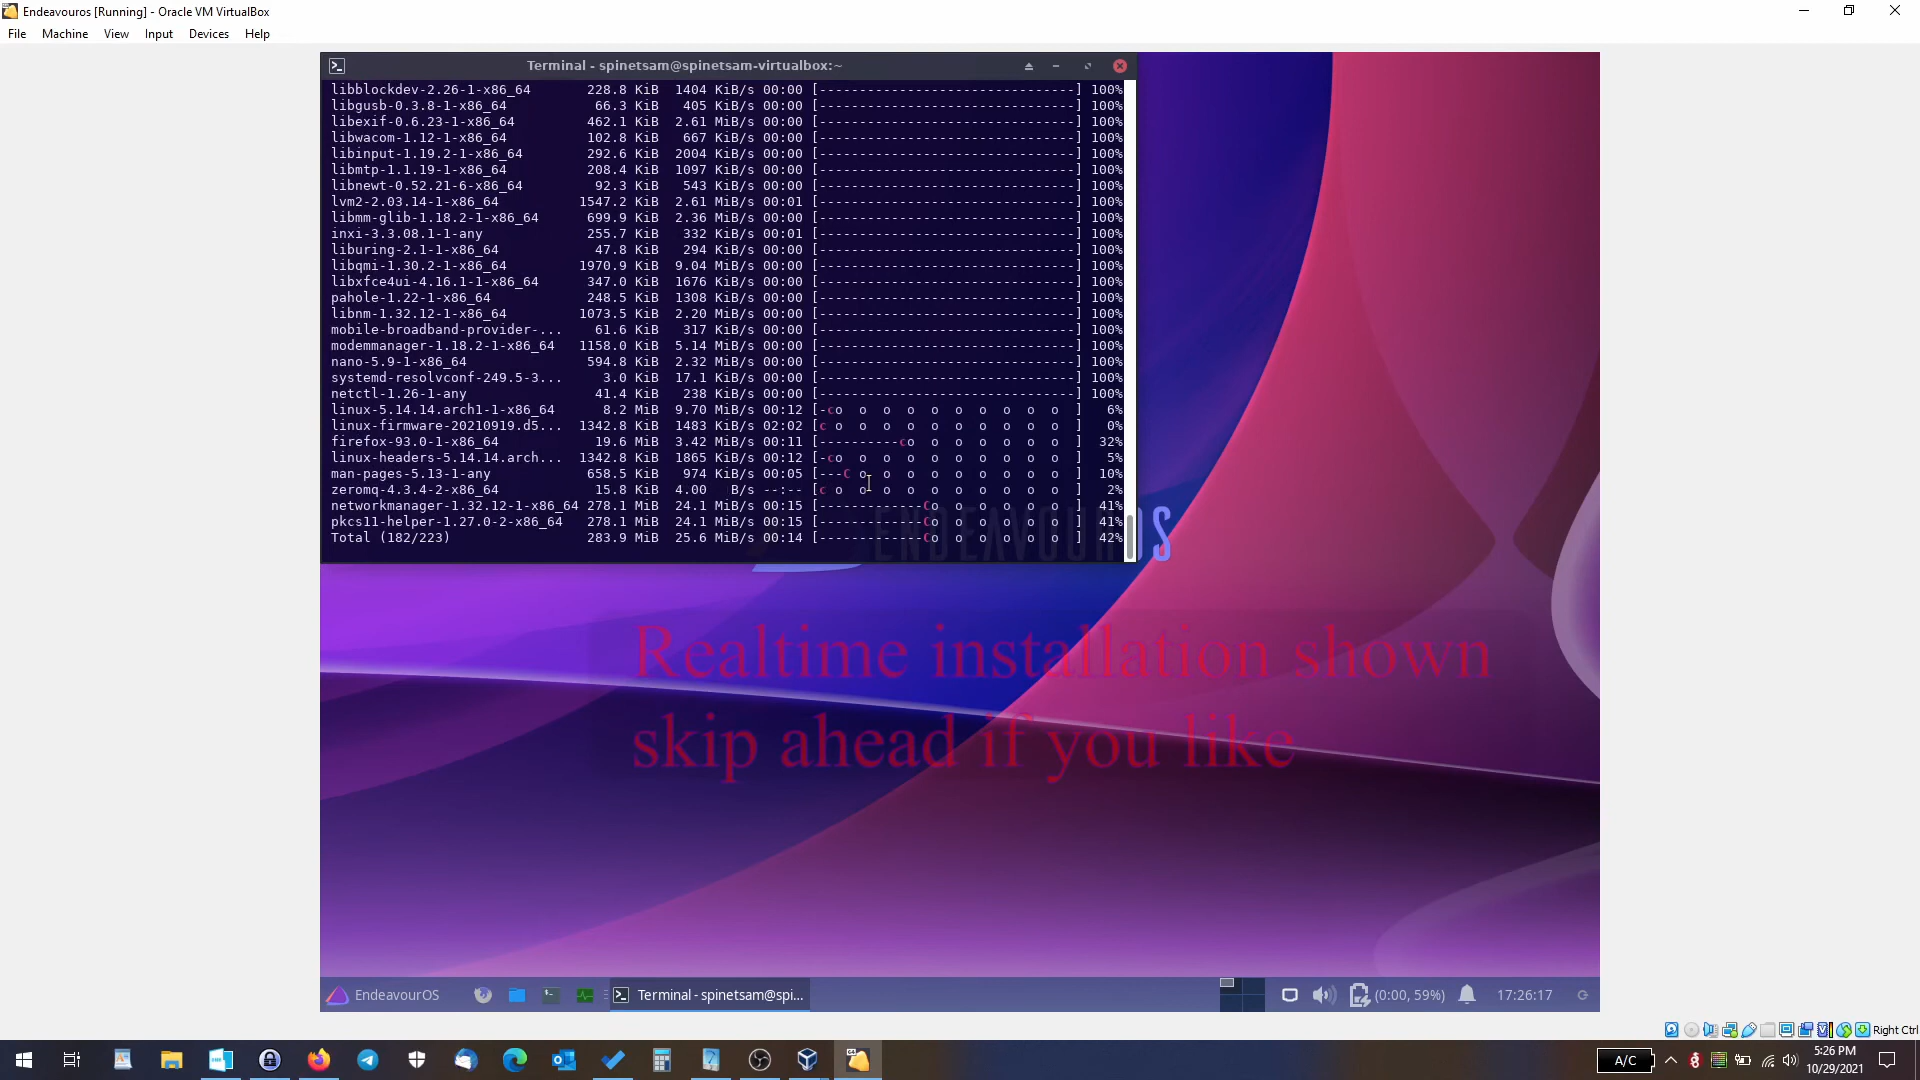 Endeavouros [Running] - Oracle VM VirtualBox
File Machine View Input Devices Help
Terminal - spinetsam@spinetsam-virtualbox:~
libblockdev-2.26-1-x86_64 228.8 KiB 1404 KiB/s 00:00 [--------------------------------] 100%
libgusb-0.3.8-1-x86_64 66.3 KiB 405 KiB/s 00:00 [--------------------------------] 100%
libexif-0.6.23-1-x86_64 462.1 KiB 2.61 MiB/s 00:00 [--------------------------------] 100%
libwacom-1.12-1-x86_64 102.8 KiB 667 KiB/s 00:00 [--------------------------------] 100%
libinput-1.19.2-1-x86_64 292.6 KiB 2004 KiB/s 00:00 [--------------------------------] 100%
libmtp-1.1.19-1-x86_64 208.4 KiB 1097 KiB/s 00:00 [--------------------------------] 100%
libnewt-0.52.21-6-x86_64 92.3 KiB 543 KiB/s 00:00 [--------------------------------] 100%
lvm2-2.03.14-1-x86_64 1547.2 KiB 2.61 MiB/s 00:01 [--------------------------------] 100%
libmm-glib-1.18.2-1-x86_64 699.9 KiB 2.36 MiB/s 00:00 [--------------------------------] 100%
inxi-3.3.08.1-1-any 255.7 KiB 332 KiB/s 00:01 [--------------------------------] 100%
liburing-2.1-1-x86_64 47.8 KiB 294 KiB/s 00:00 [--------------------------------] 100%
libqmi-1.30.2-1-x86_64 1970.9 KiB 9.04 MiB/s 00:00 [--------------------------------] 100%
libxfce4ui-4.16.1-1-x86_64 347.0 KiB 1676 KiB/s 00:00 [--------------------------------] 100%
pahole-1.22-1-x86_64 248.5 KiB 1308 KiB/s 00:00 [--------------------------------] 100%
libnm-1.32.12-1-x86_64 1073.5 KiB 2.20 MiB/s 00:00 [--------------------------------] 100%
mobile-broadband-provider-... 61.6 KiB 317 KiB/s 00:00 [--------------------------------] 100%
modemmanager-1.18.2-1-x86_64 1158.0 KiB 5.14 MiB/s 00:00 [--------------------------------] 100%
nano-5.9-1-x86_64 594.8 KiB 2.32 MiB/s 00:00 [--------------------------------] 100%
systemd-resolvconf-249.5-3... 3.0 KiB 17.1 KiB/s 00:00 [--------------------------------] 100%
netctl-1.26-1-any 41.4 KiB 238 KiB/s 00:00 [--------------------------------] 100%
linux-5.14.14.arch1-1-x86_64 8.2 MiB 9.70 MiB/s 00:12 [-co o o o o o o o o o ] 6%
linux-firmware-20210919.d5... 1342.8 KiB 1483 KiB/s 02:02 [c o o o o o o o o o o ] 0%
firefox-93.0-1-x86_64 19.6 MiB 3.42 MiB/s 00:11 [----------co o o o o o o ] 32%
linux-headers-5.14.14.arch... 1342.8 KiB 1865 KiB/s 00:12 [-co o o o o o o o o o ] 5%
man-pages-5.13-1-any 658.5 KiB 974 KiB/s 00:05 [---C o o o o o o o o o ] 10%
zeromq-4.3.4-2-x86_64 15.8 KiB 4.00 B/s --:-- [c o o o o o o o o o o ] 2%
networkmanager-1.32.12-1-x86_64 278.1 MiB 24.1 MiB/s 00:15 [-------------Co o o o o o ] 41%
pkcs11-helper-1.27.0-2-x86_64 278.1 MiB 24.1 MiB/s 00:15 [-------------Co o o o o o ] 41%
Total (182/223) 283.9 MiB 25.6 MiB/s 00:14 [-------------Co o o o o o ] 42%
ENDEAVOUROS
Realtime installation shown
skip ahead if you like
EndeavourOS Terminal - spinetsam@spi... (0:00, 59%) 17:26:17
Right Ctrl
A/C 5:26 PM
10/29/2021